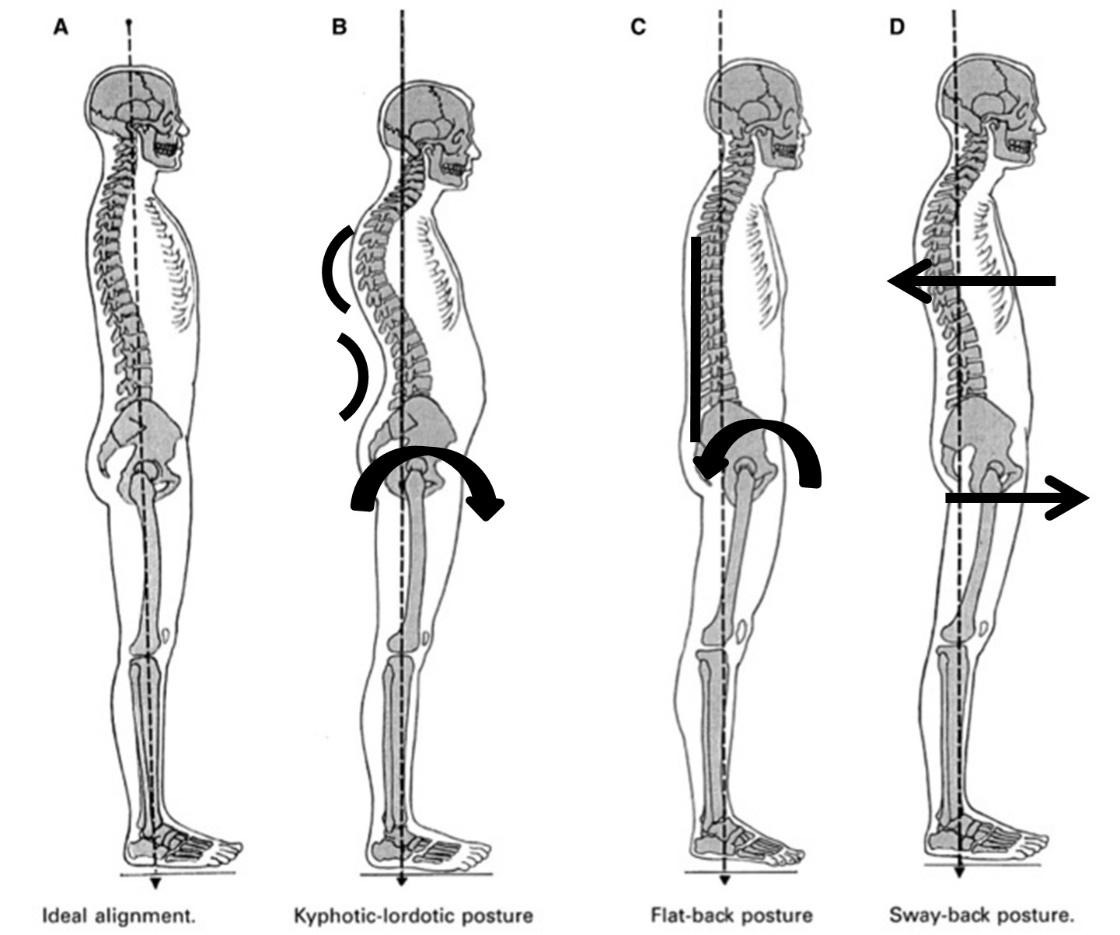 A
B
C
D
Ideal alignment.
Kyphotic-lordotic posture
Flat-back posture
Sway-back posture.